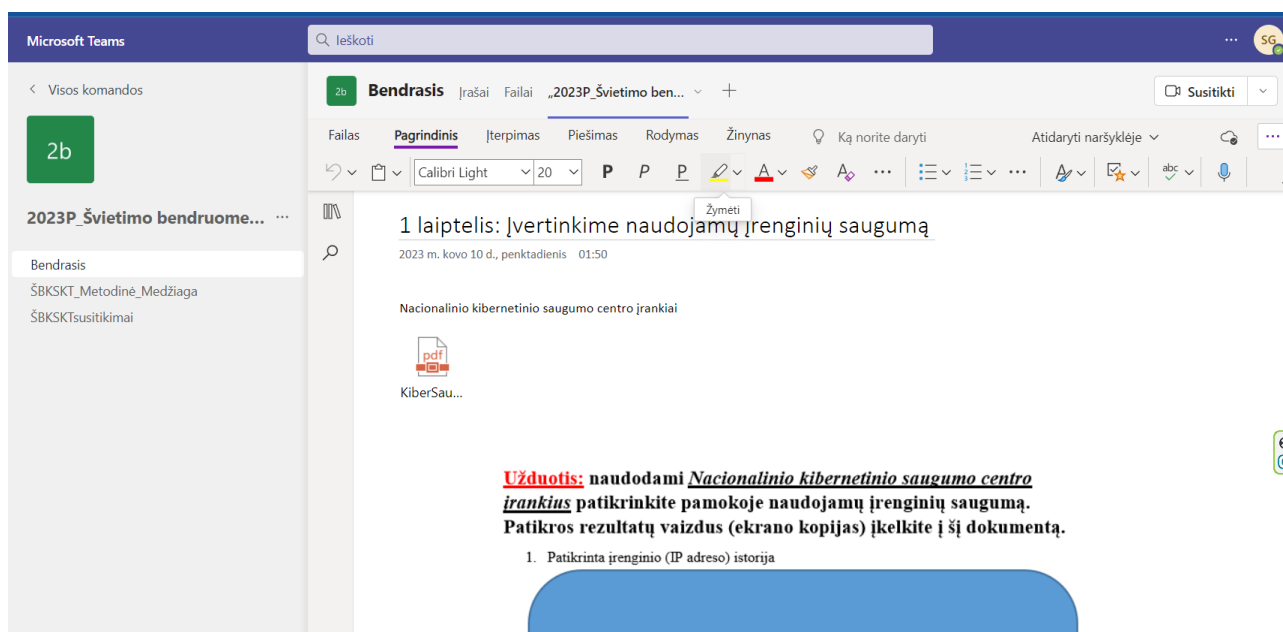 Microsoft Teams
Ieškoti
SG
Visos komandos
2b
Bendrasis Įrašai Failai „2023P_Švietimo ben...
Susitikti
2b
Failas Pagrindinis Įterpimas Piešimas Rodymas Žinynas Ką norite daryti Atidaryti naršyklėje
Calibri Light 20 P P P A A abc
Žymėti
2023P_Švietimo bendruome... ...
Bendrasis
ŠBKSKT_Metodinė_Medžiaga
ŠBKSKTsusitikimai
1 laiptelis: Įvertinkime naudojamų įrenginių saugumą
2023 m. kovo 10 d., penktadienis 01:50
Nacionalinio kibernetinio saugumo centro įrankiai
pdf
KiberSau...
Užduotis: naudodami Nacionalinio kibernetinio saugumo centro
įrankius patikrinkite pamokoje naudojamų įrenginių saugumą.
Patikros rezultatų vaizdus (ekrano kopijas) įkelkite į šį dokumentą.
1. Patikrinta įrenginio (IP adreso) istorija